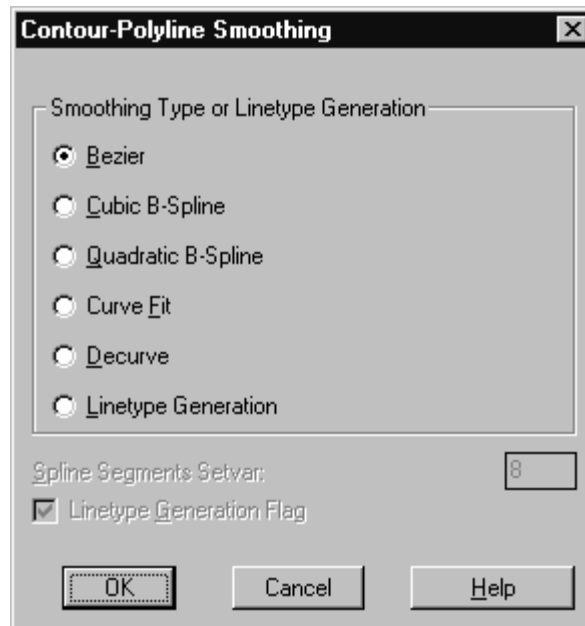 Contour-Polyline Smoothing
Smoothing Type or Linetype Generation
Bezier
Cubic B-Spline
Quadratic B-Spline
Curve Fit
Decurve
Linetype Generation
Spline Segments Setvar: 8
Linetype Generation Flag
OK Cancel Help